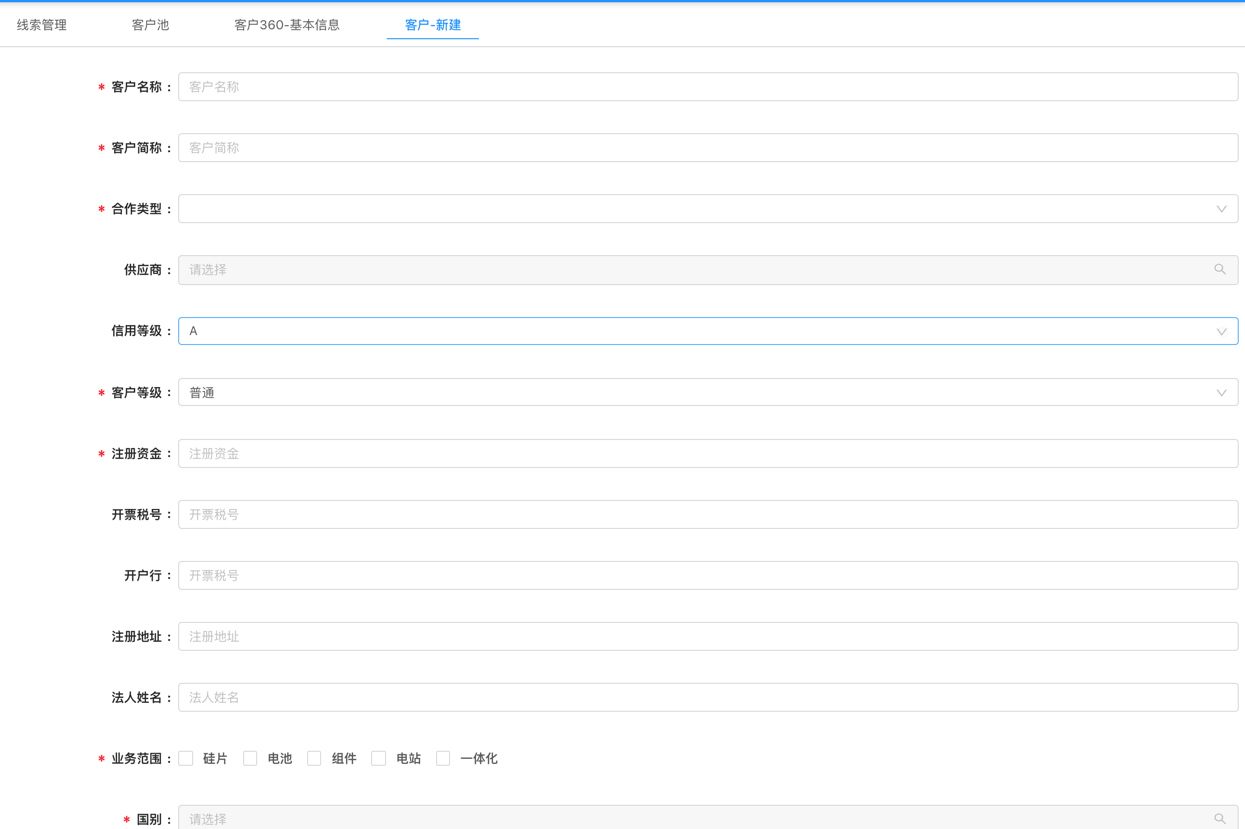 线索管理 客户池 客户360-基本信息 客户-新建
* 客户名称： 客户名称
* 客户简称： 客户简称
* 合作类型：
供应商： 请选择
信用等级： A
* 客户等级： 普通
* 注册资金： 注册资金
开票税号： 开票税号
开户行： 开票税号
注册地址： 注册地址
法人姓名： 法人姓名
* 业务范围： 硅片 电池 组件 电站 一体化
* 国别： 请选择